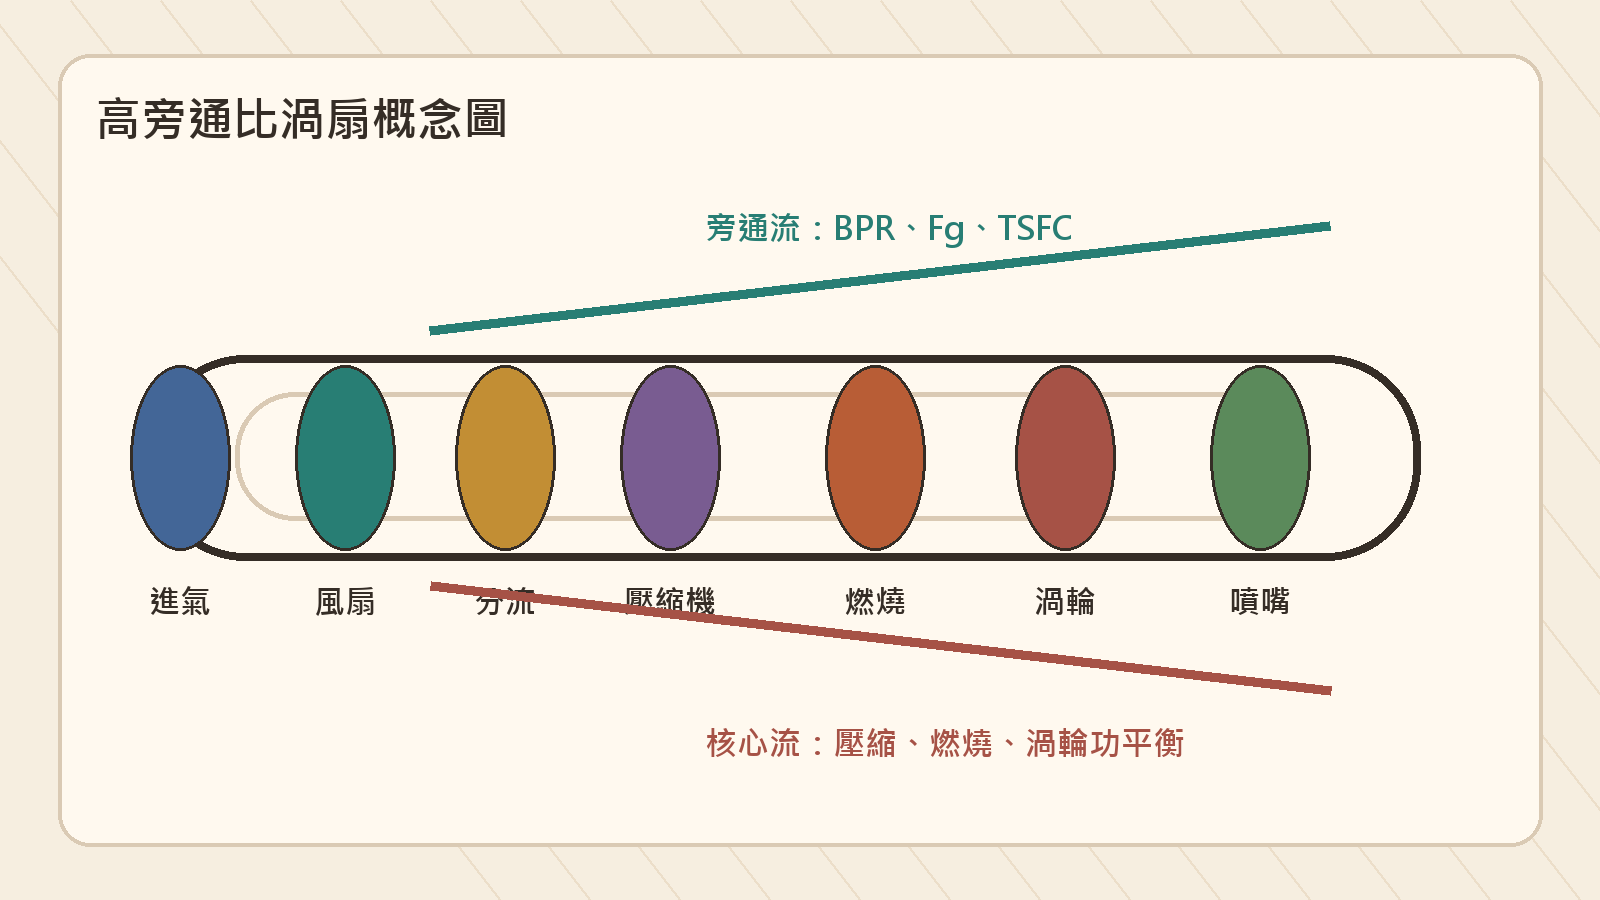 高旁通比渦扇概念圖
旁通流：BPR、Fg、TSFC
進氣 風扇 分流 壓縮機 燃燒 渦輪 噴嘴
核心流：壓縮、燃燒、渦輪功平衡